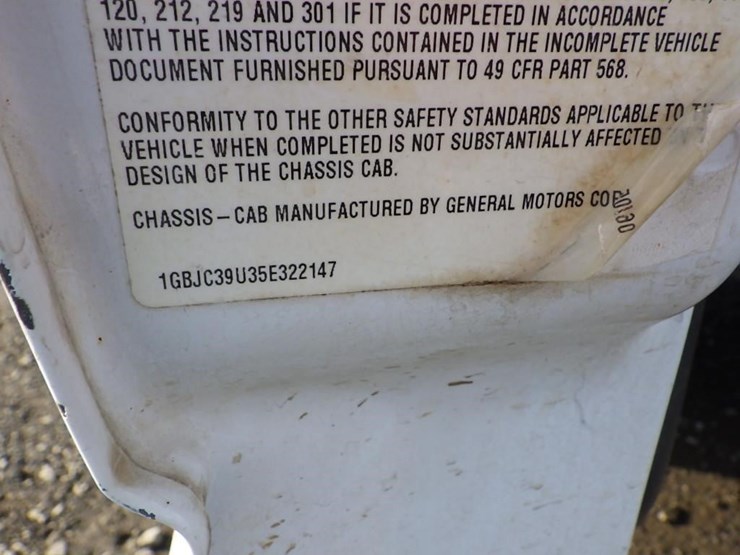 120, 212, 219 AND 301 IF IT IS COMPLETED IN ACCORDANCE
WITH THE INSTRUCTIONS CONTAINED IN THE INCOMPLETE VEHICLE
DOCUMENT FURNISHED PURSUANT TO 49 CFR PART 568.
CONFORMITY TO THE OTHER SAFETY STANDARDS APPLICABLE TO
VEHICLE WHEN COMPLETED IS NOT SUBSTANTIALLY AFFECTED
DESIGN OF THE CHASSIS CAB.
CHASSIS-CAB MANUFACTURED BY GENERAL MOTORS CO
1GBJC39U35E322147